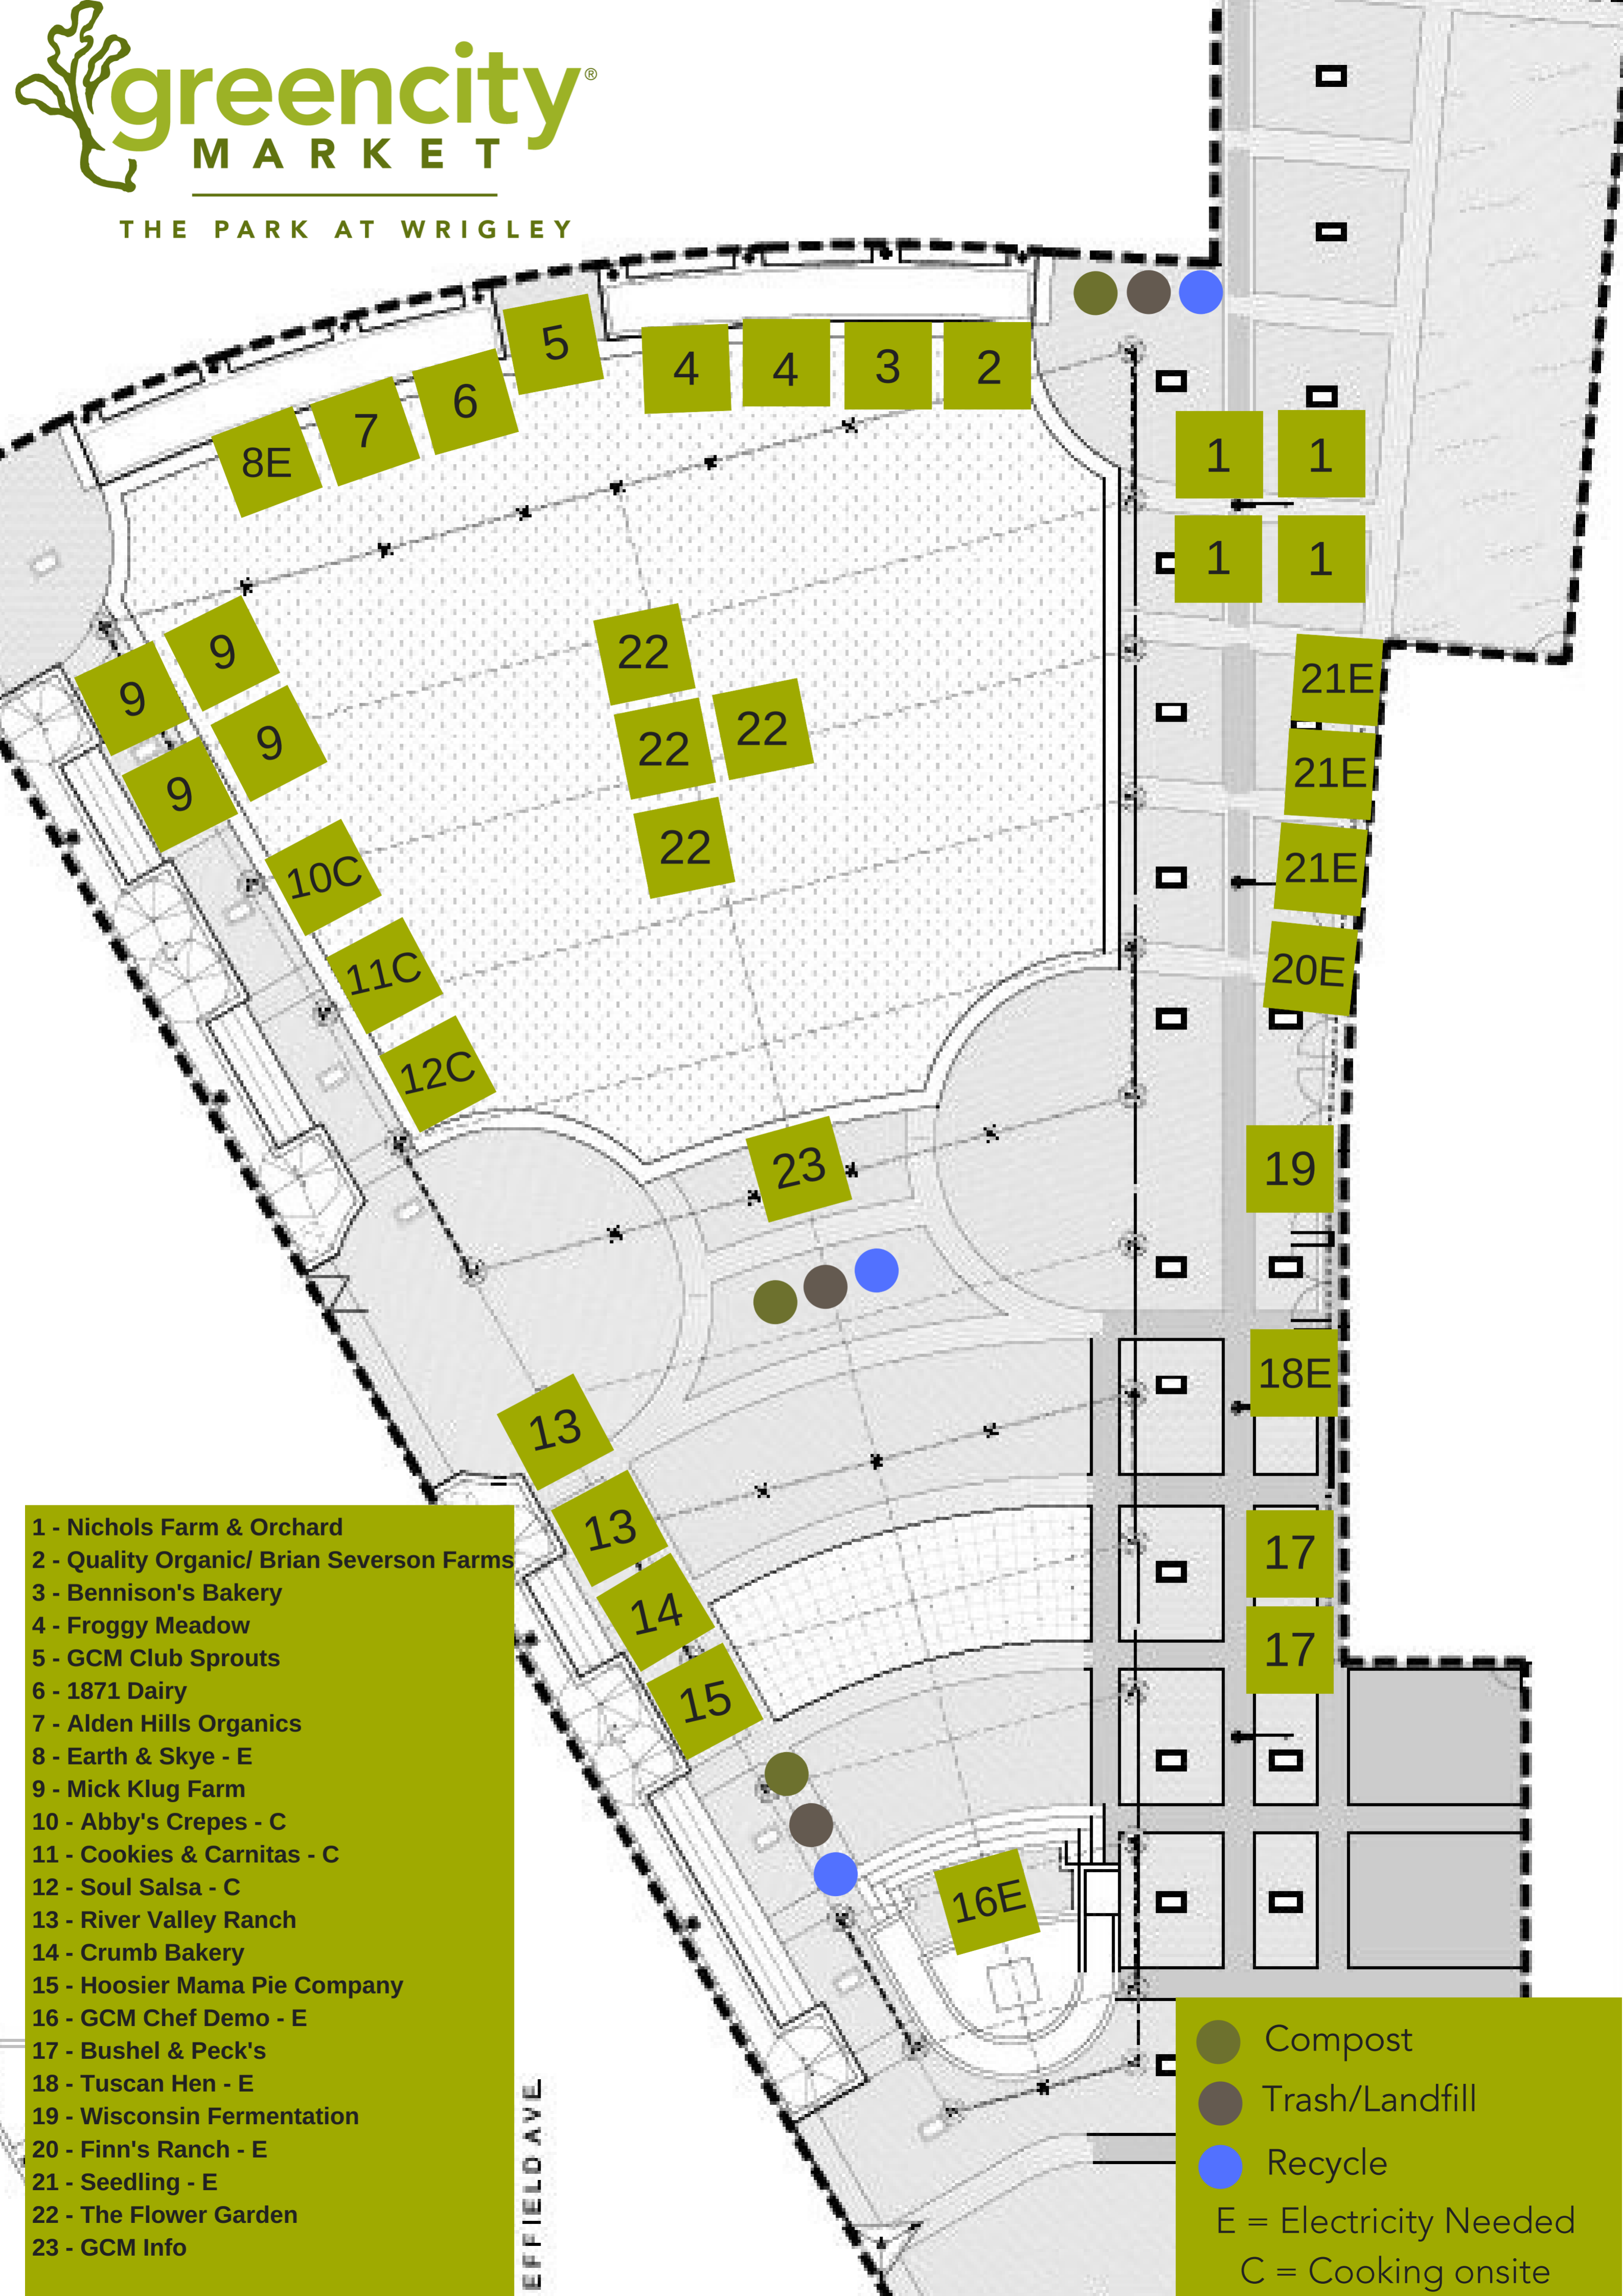 greencity®
MARKET
THE PARK AT WRIGLEY
5
4
4
3
2
6
7
8E
1
1
1
1
9
9
9
9
22
22
22
22
21E
21E
21E
20E
10C
11C
12C
23
19
18E
13
13
14
15
17
17
16E
1 - Nichols Farm & Orchard
2 - Quality Organic/ Brian Severson Farms
3 - Bennison's Bakery
4 - Froggy Meadow
5 - GCM Club Sprouts
6 - 1871 Dairy
7 - Alden Hills Organics
8 - Earth & Skye - E
9 - Mick Klug Farm
10 - Abby's Crepes - C
11 - Cookies & Carnitas - C
12 - Soul Salsa - C
13 - River Valley Ranch
14 - Crumb Bakery
15 - Hoosier Mama Pie Company
16 - GCM Chef Demo - E
17 - Bushel & Peck's
18 - Tuscan Hen - E
19 - Wisconsin Fermentation
20 - Finn's Ranch - E
21 - Seedling - E
22 - The Flower Garden
23 - GCM Info
EFFIELD AVE
Compost
Trash/Landfill
Recycle
E = Electricity Needed
C = Cooking onsite